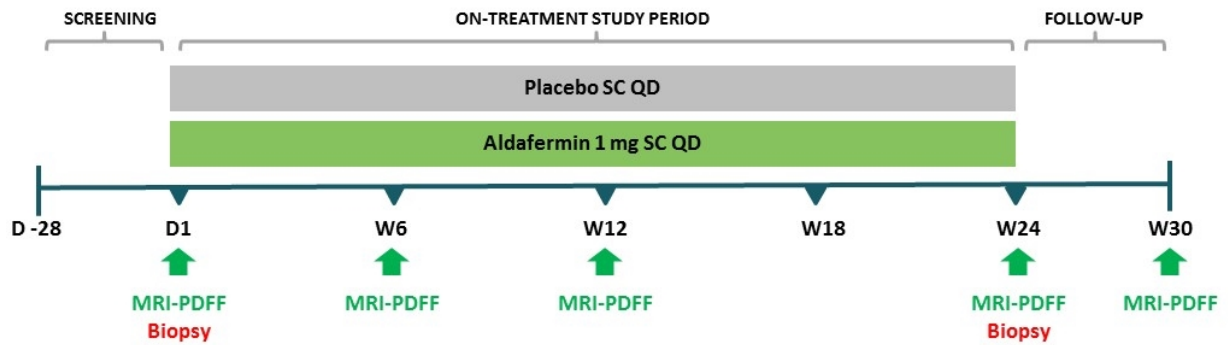 SCREENING ON-TREATMENT STUDY PERIOD FOLLOW-UP
Placebo SC QD
Aldafermin 1 mg SC QD
D -28 D1 W6 W12 W18 W24 W30
MRI-PDFF MRI-PDFF MRI-PDFF MRI-PDFF MRI-PDFF
Biopsy Biopsy